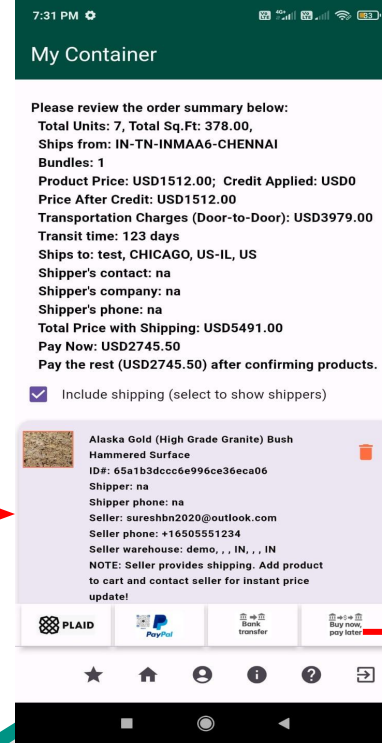 7:31 PM
My Container
Please review the order summary below:
Total Units: 7, Total Sq.Ft: 378.00,
Ships from: IN-TN-INMAA6-CHENNAI
Bundles: 1
Product Price: USD1512.00; Credit Applied: USD0
Price After Credit: USD1512.00
Transportation Charges (Door-to-Door): USD3979.00
Transit time: 123 days
Ships to: test, CHICAGO, US-IL, US
Shipper's contact: na
Shipper's company: na
Shipper's phone: na
Total Price with Shipping: USD5491.00
Pay Now: USD2745.50
Pay the rest (USD2745.50) after confirming products.
Include shipping (select to show shippers)
Alaska Gold (High Grade Granite) Bush
Hammered Surface
ID#: 65a1b3dccc6e996ce36eca06
Shipper: na
Shipper phone: na
Seller: sureshbn2020@outlook.com
Seller phone: +16505551234
Seller warehouse: demo, , , IN, , , IN
NOTE: Seller provides shipping. Add product
to cart and contact seller for instant price
update!
PLAID
PayPal
Bank
transfer
Buy now,
pay later